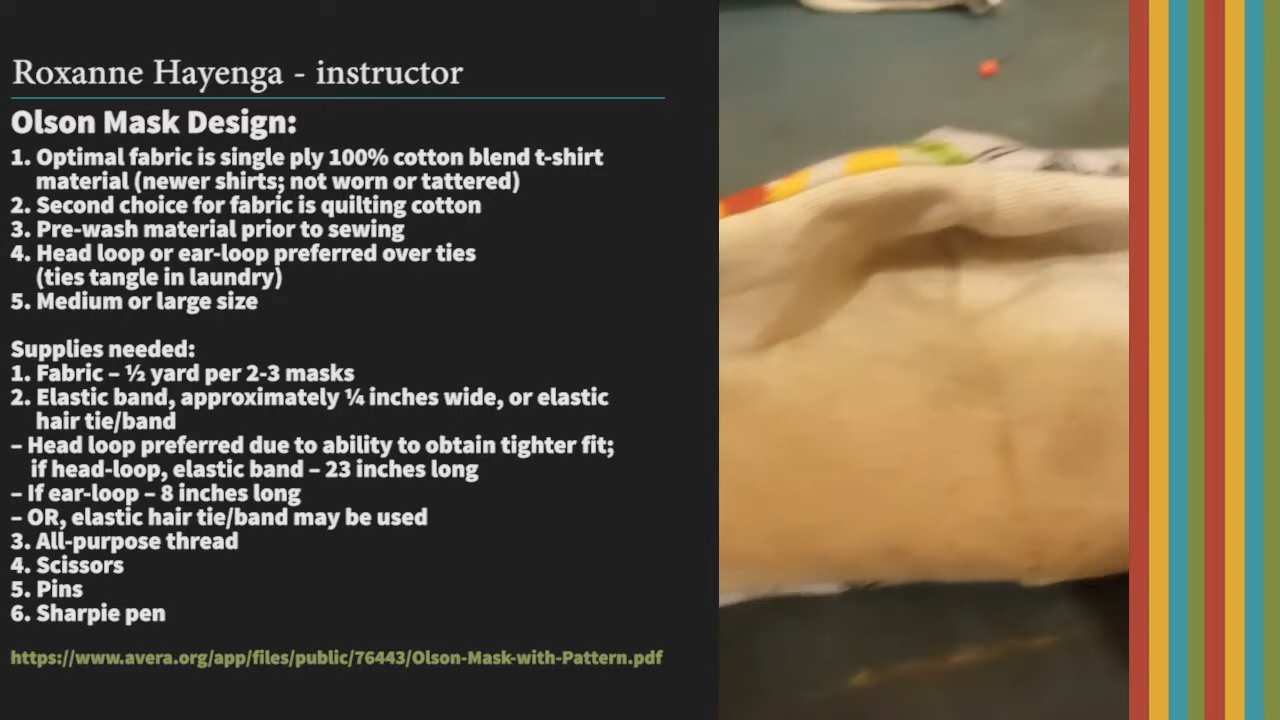 Roxanne Hayenga - instructor
Olson Mask Design:
1. Optimal fabric is single ply 100% cotton blend t-shirt
material (newer shirts; not worn or tattered)
2. Second choice for fabric is quilting cotton
3. Pre-wash material prior to sewing
4. Head loop or ear-loop preferred over ties
(ties tangle in laundry)
5. Medium or large size
Supplies needed:
1. Fabric – ½ yard per 2-3 masks
2. Elastic band, approximately ¼ inches wide, or elastic
hair tie/band
– Head loop preferred due to ability to obtain tighter fit;
if head-loop, elastic band – 23 inches long
– If ear-loop – 8 inches long
– OR, elastic hair tie/band may be used
3. All-purpose thread
4. Scissors
5. Pins
6. Sharpie pen
https://www.avera.org/app/files/public/76443/Olson-Mask-with-Pattern.pdf